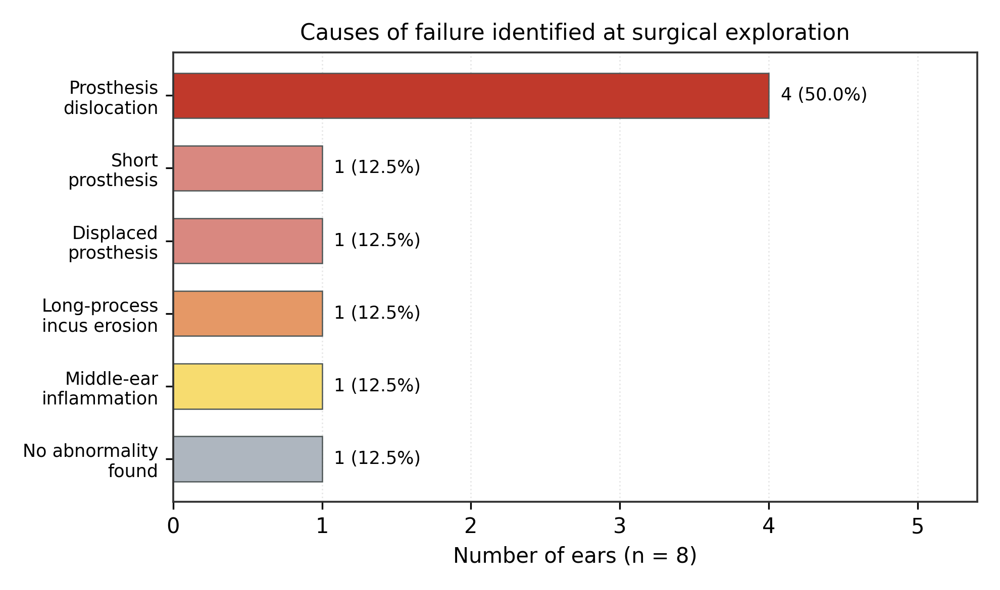 Causes of failure identified at surgical exploration
Prosthesis
dislocation
4 (50.0%)
Short
prosthesis
1 (12.5%)
Displaced
prosthesis
1 (12.5%)
Long-process
incus erosion
1 (12.5%)
Middle-ear
inflammation
1 (12.5%)
No abnormality
found
1 (12.5%)
0 1 2 3 4 5
Number of ears (n = 8)